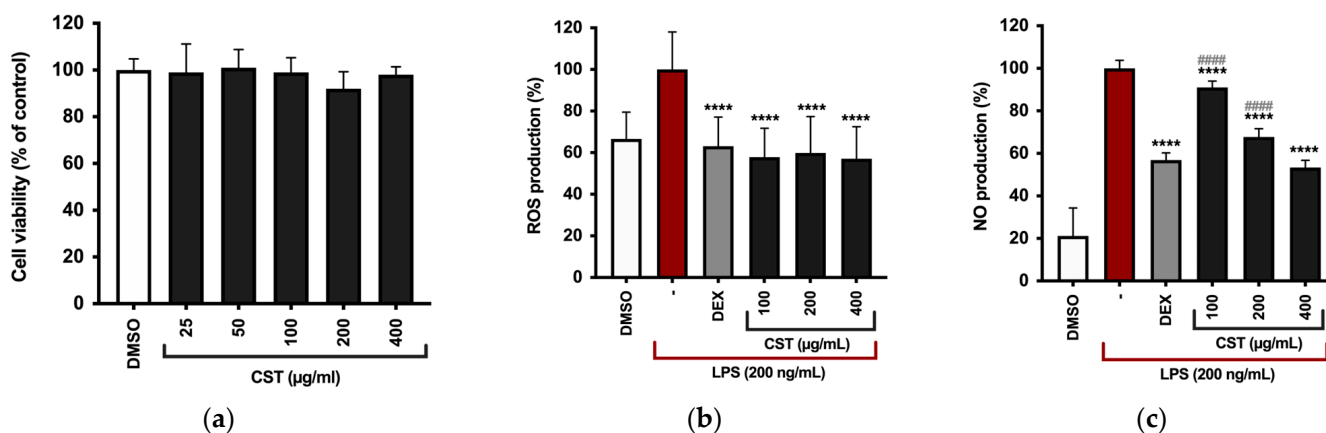 Cell viability (% of control)
120
100
80
60
40
20
0
DMSO
25
50
100
200
400
CST (µg/ml)
(a)
ROS production (%)
120
100
80
60
40
20
0
**** **** **** ****
DMSO
-
DEX
100
200
400
CST (µg/mL)
LPS (200 ng/mL)
(b)
NO production (%)
120
100
80
60
40
20
0
****
####
****
####
****
****
DMSO
-
DEX
100
200
400
CST (µg/mL)
LPS (200 ng/mL)
(c)